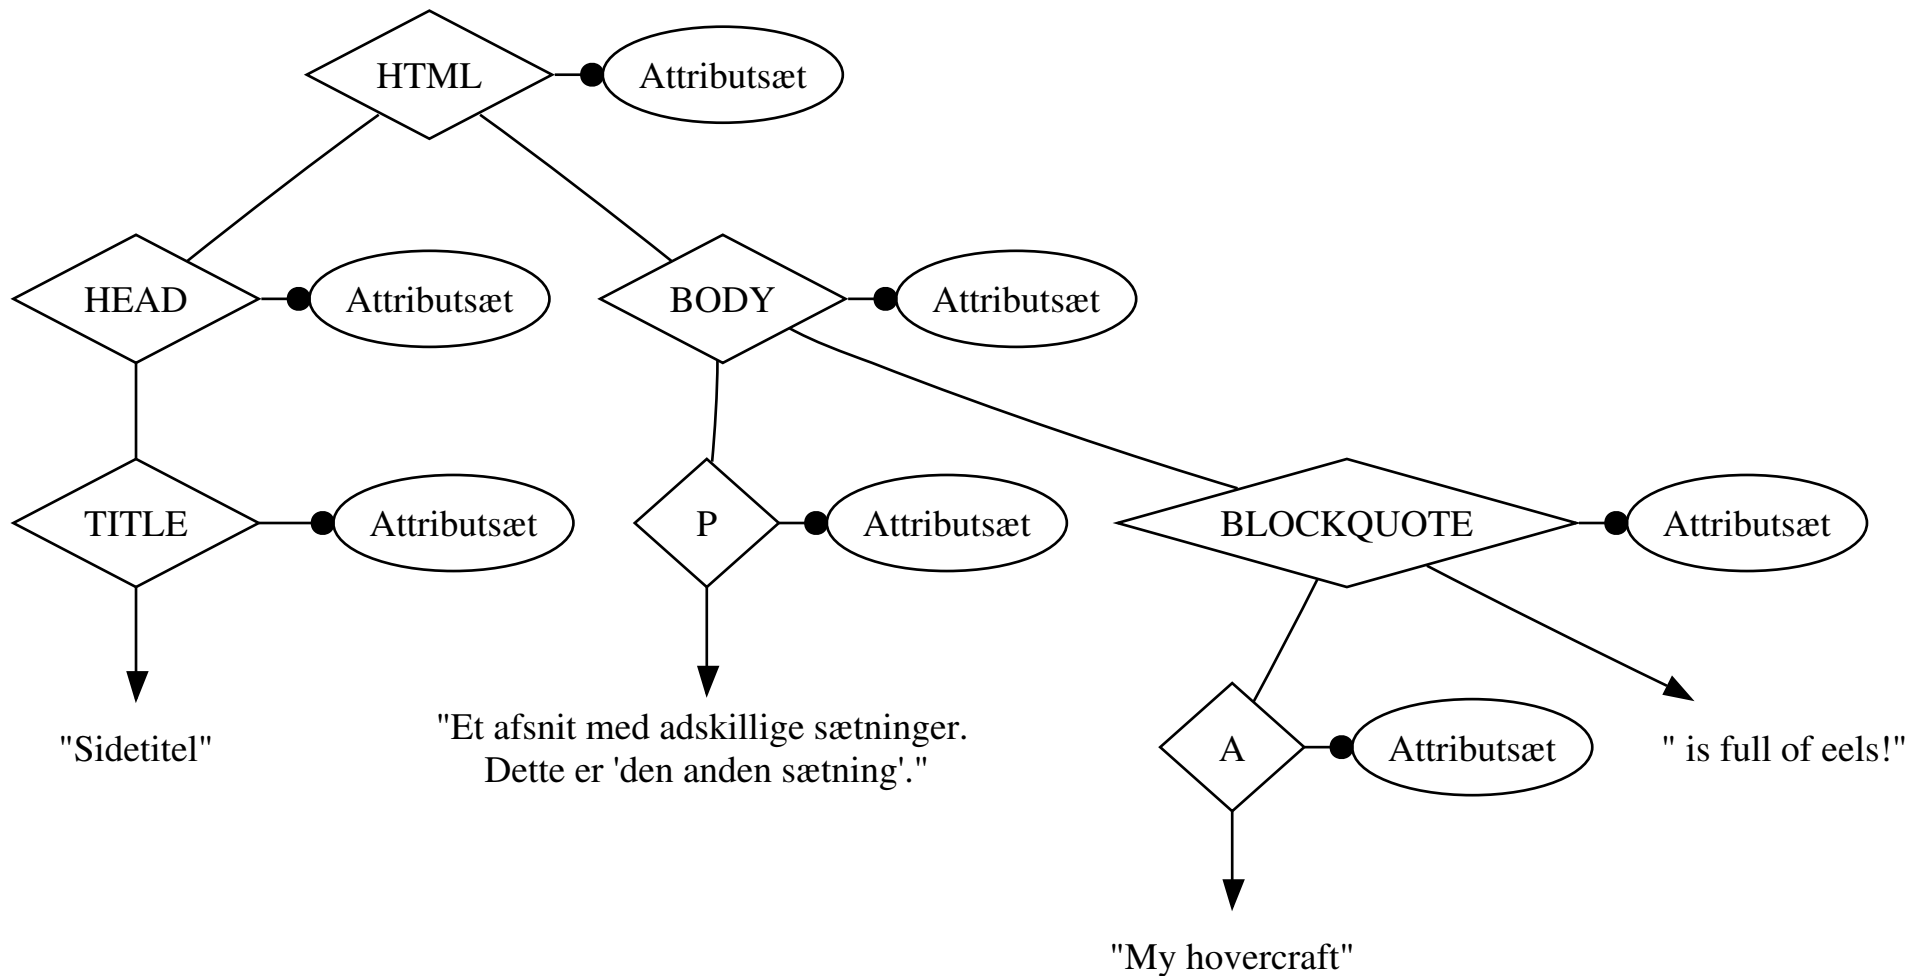 HTML
Attributsæt
HEAD
Attributsæt
BODY
Attributsæt
TITLE
Attributsæt
P
Attributsæt
BLOCKQUOTE
Attributsæt
"Sidetitel"
"Et afsnit med adskillige sætninger.
Dette er 'den anden sætning'."
A
Attributsæt
" is full of eels!"
"My hovercraft"